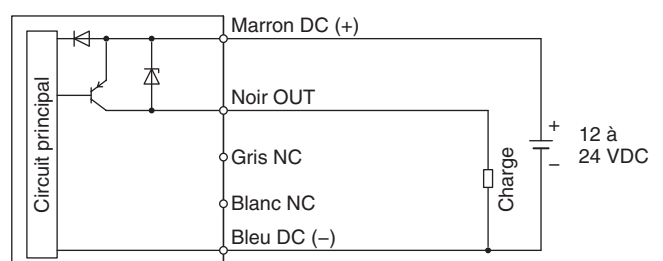 Marron DC (+)
Circuit principal
Noir OUT
+
12 à
24 VDC
–
Charge
Gris NC
Blanc NC
Bleu DC (–)